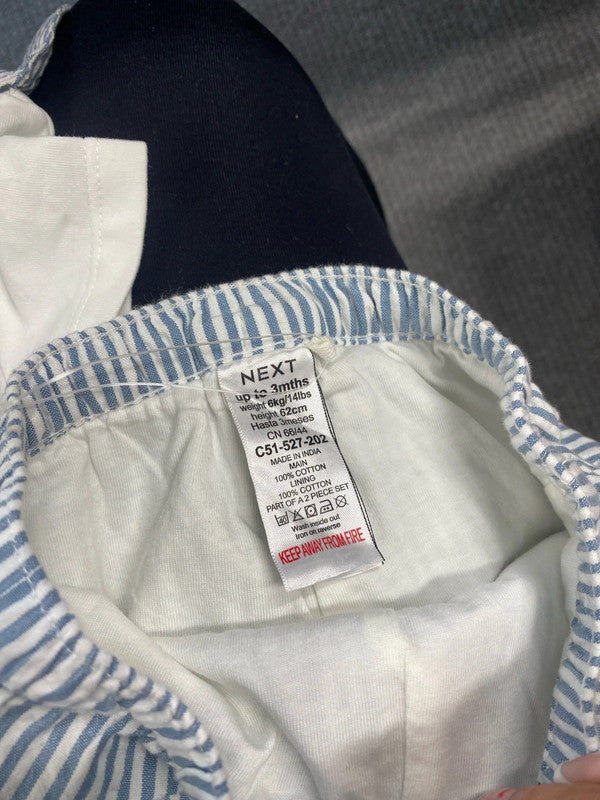 NEXT
up to 3mths
weight 6kg/14lbs
height 62cm
Hasta 3meses
CN 66/44
C51-527-202
MADE IN INDIA
MAIN
100% COTTON
LINING
100% COTTON
PART OF A 2 PIECE SET
40
Wash inside out
Iron on reverse
KEEP AWAY FROM FIRE